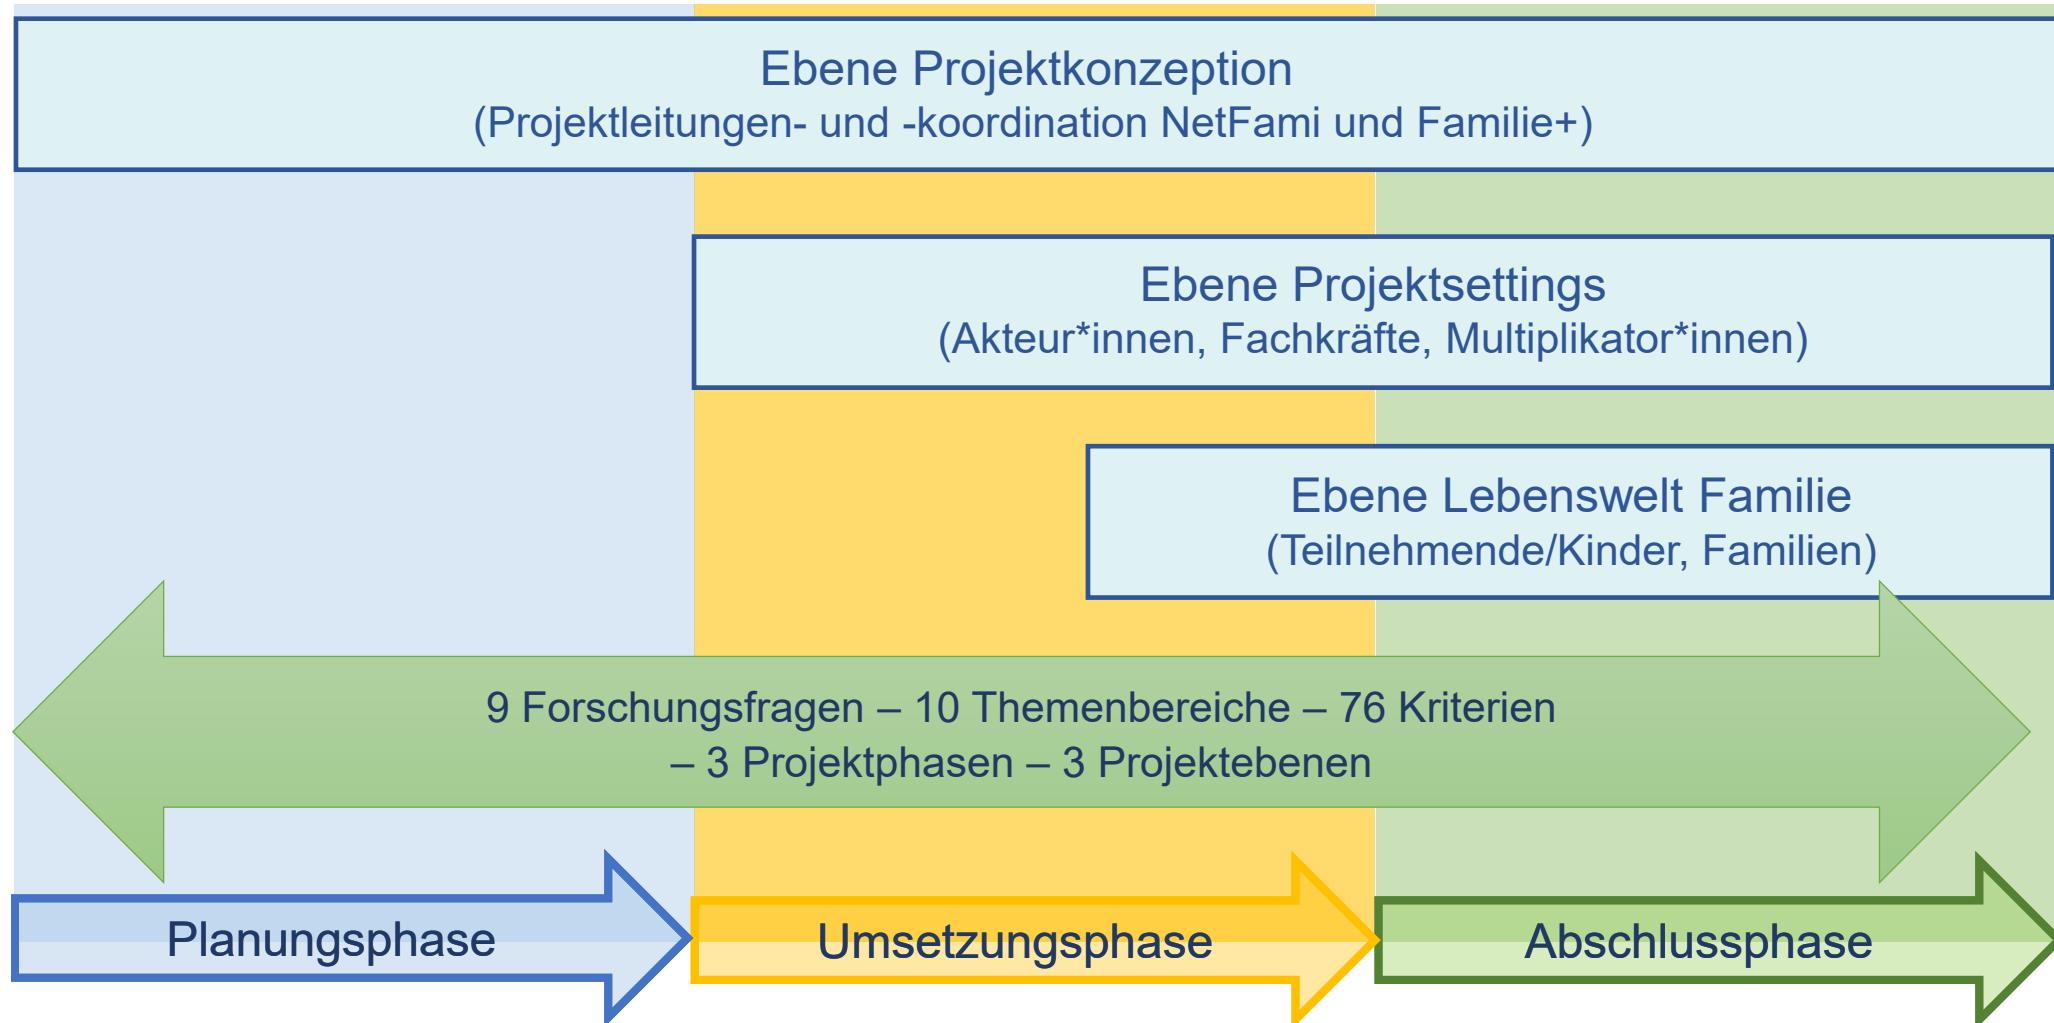 Ebene Projektkonzeption
(Projektleitungen- und -koordination NetFami und Familie+)
Ebene Projektsettings
(Akteur*innen, Fachkräfte, Multiplikator*innen)
Ebene Lebenswelt Familie
(Teilnehmende/Kinder, Familien)
9 Forschungsfragen – 10 Themenbereiche – 76 Kriterien
– 3 Projektphasen – 3 Projektebenen
Planungsphase
Umsetzungsphase
Abschlussphase